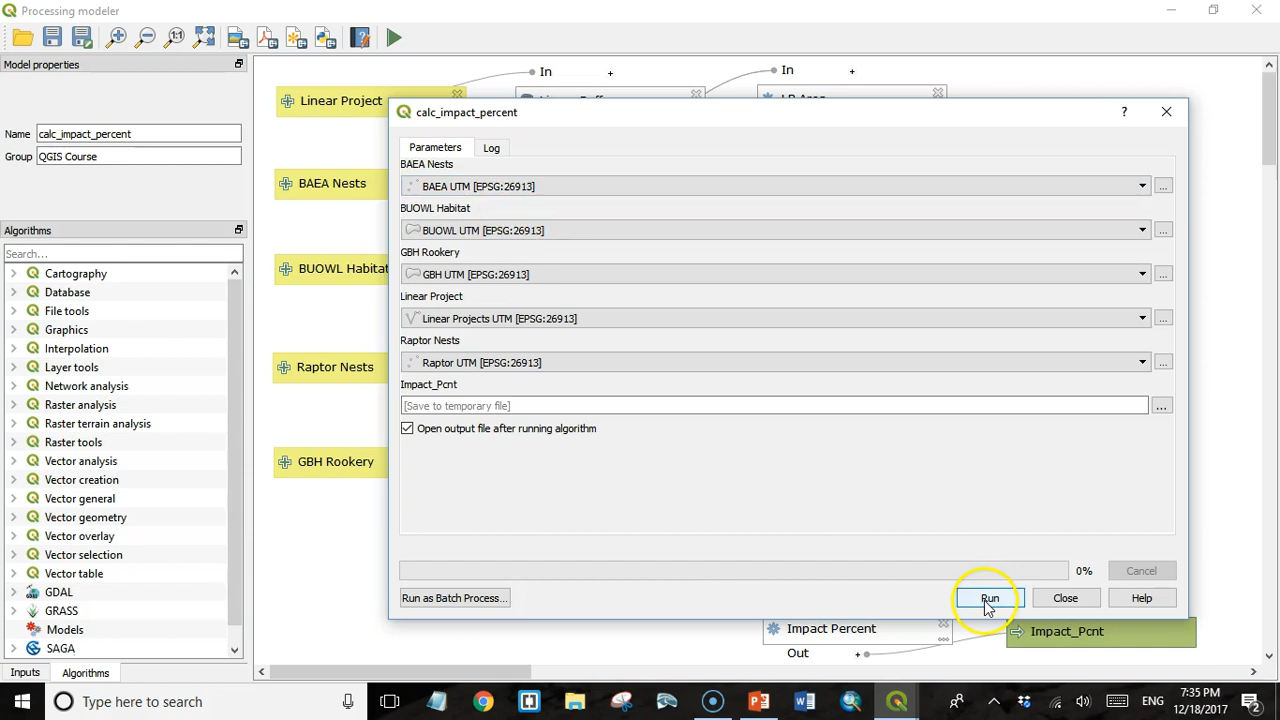 Processing modeler
Model properties
Name calc_impact_percent
Group QGIS Course
Algorithms
Search...
Cartography
Database
File tools
Graphics
Interpolation
Layer tools
Network analysis
Raster analysis
Raster terrain analysis
Raster tools
Vector analysis
Vector creation
Vector general
Vector geometry
Vector overlay
Vector selection
Vector table
GDAL
GRASS
Models
SAGA
Inputs Algorithms
In + In +
Linear Project
BAEA Nests
BUOWL Habitat
Raptor Nests
GBH Rookery
calc_impact_percent ?
Parameters Log
BAEA Nests
BAEA UTM [EPSG:26913] ...
BUOWL Habitat
BUOWL UTM [EPSG:26913] ...
GBH Rookery
GBH UTM [EPSG:26913] ...
Linear Project
Linear Projects UTM [EPSG:26913] ...
Raptor Nests
Raptor UTM [EPSG:26913] ...
Impact_Pcnt
[Save to temporary file] ...
Open output file after running algorithm
0% Cancel
Run as Batch Process... Run Close Help
Impact Percent Impact_Pcnt
Out +
Type here to search
ENG 7:35 PM
12/18/2017 2